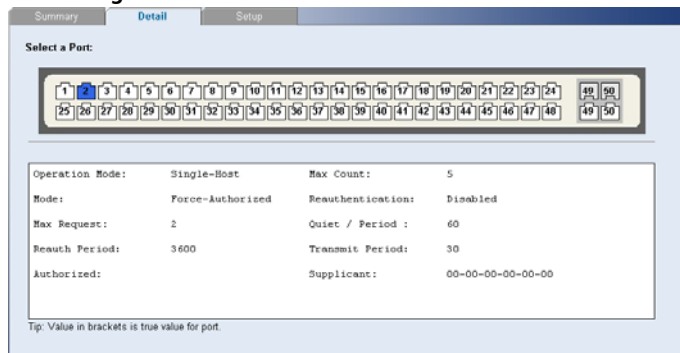 Summary Detail Setup
Select a Port:
1 2 3 4 5 6 7 8 9 10 11 12 13 14 15 16 17 18 19 20 21 22 23 24 49 50
25 26 27 28 29 30 31 32 33 34 35 36 37 38 39 40 41 42 43 44 45 46 47 48 49 50
Operation Mode: Single-Host Max Count: 5
Mode: Force-Authorized Reauthentication: Disabled
Max Request: 2 Quiet / Period : 60
Reauth Period: 3600 Transmit Period: 30
Authorized: Supplicant: 00-00-00-00-00-00
Tip: Value in brackets is true value for port.